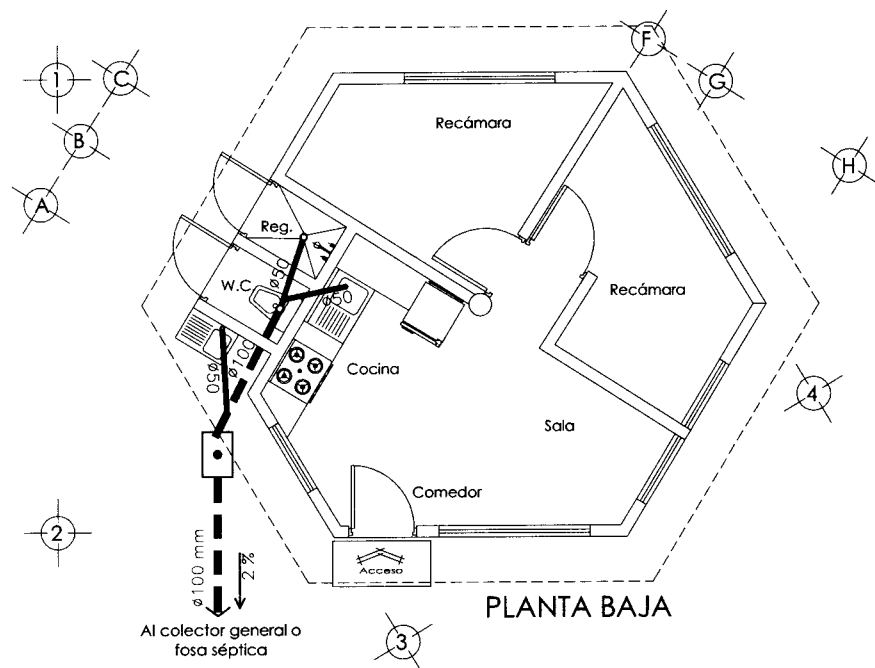 1
C
B
A
F
G
H
Recámara
Reg.
ø50
W.C.
ø50
Recámara
ø50
ø100
Cocina
4
Sala
Comedor
2
ø100 mm
2 %
Acceso
PLANTA BAJA
Al colector general o
fosa séptica
3